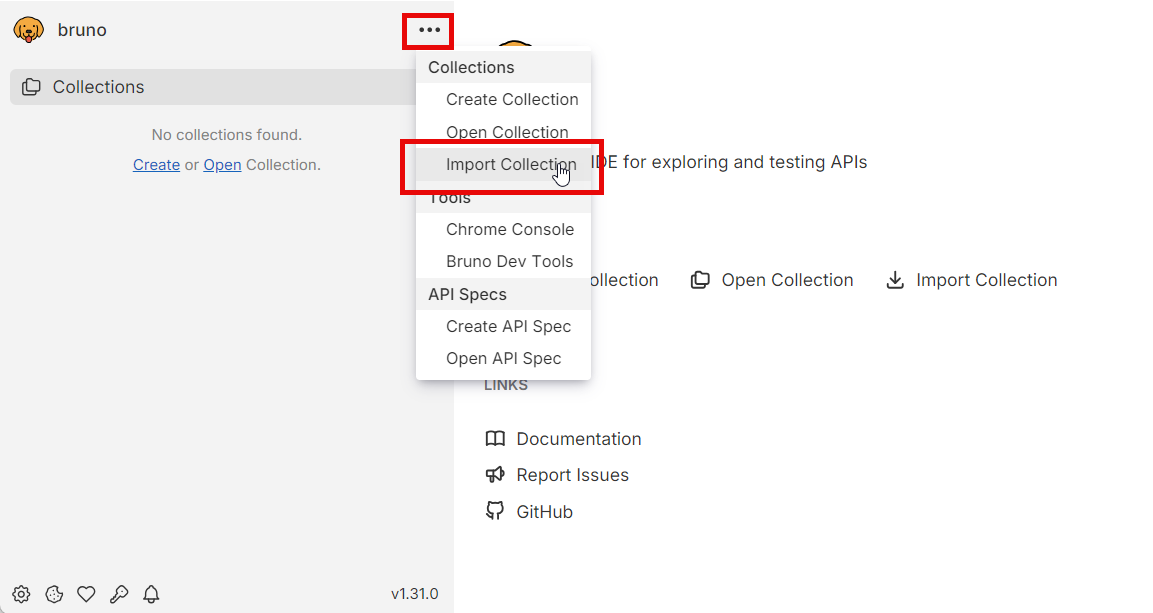 bruno
Collections
No collections found.
Create or Open Collection.
v1.31.0
Collections
Create Collection
Open Collection
Import Collection
Tools
Chrome Console
Bruno Dev Tools
API Specs
Create API Spec
Open API Spec
IDE for exploring and testing APIs
ollection
Open Collection
Import Collection
LINKS
Documentation
Report Issues
GitHub